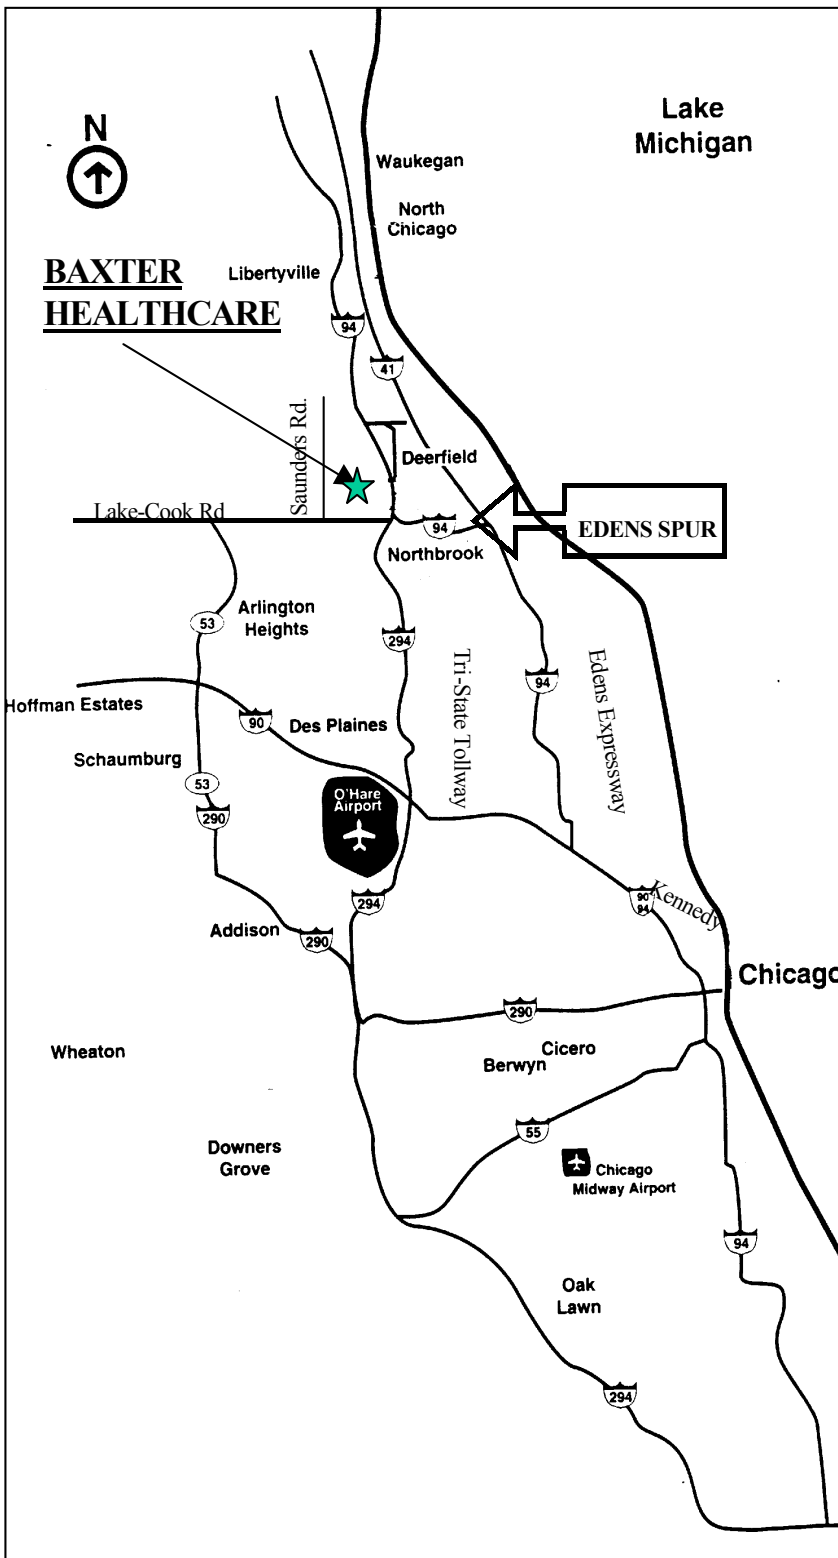 Lake
Michigan
N
Waukegan
North
Chicago
BAXTER
HEALTHCARE
Libertyville
94
41
Saunders Rd.
Deerfield
Lake-Cook Rd
94
EDENS SPUR
Northbrook
Arlington
Heights
53
294
Tri-State Tollway
Edens Expressway
94
Hoffman Estates
90
Des Plaines
Schaumburg
53
O'Hare
Airport
290
294
90
94
Kennedy
Addison
290
Chicago
290
Wheaton
Cicero
Berwyn
55
Downers
Grove
Chicago
Midway Airport
94
Oak
Lawn
294